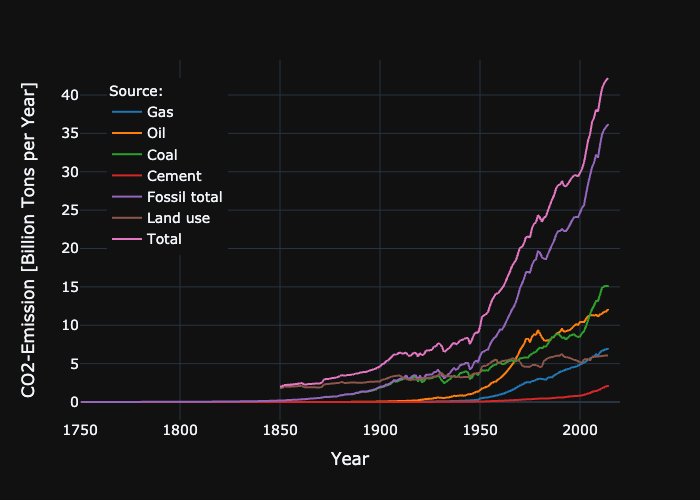 CO2-Emission [Billion Tons per Year]
40
35
30
25
20
15
10
5
0
Source:
Gas
Oil
Coal
Cement
Fossil total
Land use
Total
1750
1800
1850
1900
1950
2000
Year